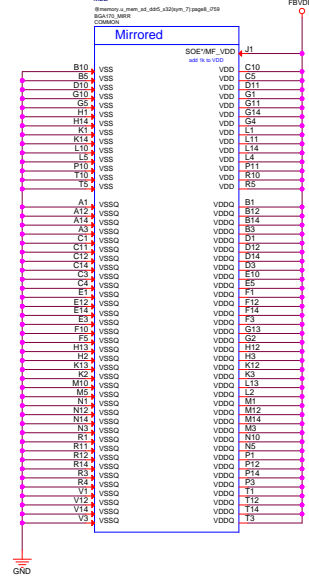 @memory.u_mem_sd_ddr5_x32(sym_7):page8_I759
BGA170_MIRR
COMMON
Mirrored
SOE*/MF_VDD J1
add 1k to VDD
B10 VSS VDD C10
B5 VSS VDD C5
D10 VSS VDD D11
G10 VSS VDD G1
G5 VSS VDD G11
H1 VSS VDD G14
H14 VSS VDD G4
K1 VSS VDD L1
K14 VSS VDD L11
L10 VSS VDD L14
L5 VSS VDD L4
P10 VSS VDD P11
T10 VSS VDD R10
T5 VSS VDD R5
A1 VSSQ VDDQ B1
A12 VSSQ VDDQ B12
A14 VSSQ VDDQ B14
A3 VSSQ VDDQ B3
C1 VSSQ VDDQ D1
C11 VSSQ VDDQ D12
C12 VSSQ VDDQ D14
C14 VSSQ VDDQ D3
C3 VSSQ VDDQ E10
C4 VSSQ VDDQ E5
E1 VSSQ VDDQ F1
E12 VSSQ VDDQ F12
E14 VSSQ VDDQ F14
E3 VSSQ VDDQ F3
F10 VSSQ VDDQ G13
F5 VSSQ VDDQ G2
H13 VSSQ VDDQ H12
H2 VSSQ VDDQ H3
K13 VSSQ VDDQ K12
K2 VSSQ VDDQ K3
M10 VSSQ VDDQ L13
M5 VSSQ VDDQ L2
N1 VSSQ VDDQ M1
N12 VSSQ VDDQ M12
N14 VSSQ VDDQ M14
N3 VSSQ VDDQ M3
R1 VSSQ VDDQ N10
R11 VSSQ VDDQ N5
R12 VSSQ VDDQ P1
R14 VSSQ VDDQ P12
R3 VSSQ VDDQ P14
R4 VSSQ VDDQ P3
V1 VSSQ VDDQ T1
V12 VSSQ VDDQ T12
V14 VSSQ VDDQ T14
V3 VSSQ VDDQ T3
GND